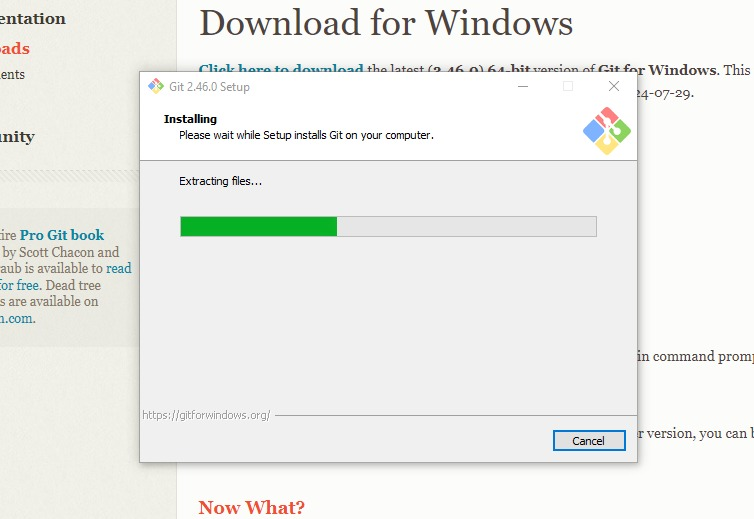 entation
ads
ents
nity
ire Pro Git book
by Scott Chacon and
aub is available to read
for free. Dead tree
s are available on
n.com.
Download for Windows
Click here to download the latest (2.46.0) 64-bit version of Git for Windows. This
24-07-29.
Git 2.46.0 Setup
Installing
Please wait while Setup installs Git on your computer.
Extracting files...
https://gitforwindows.org/
Cancel
in command promp
r version, you can b
Now What?